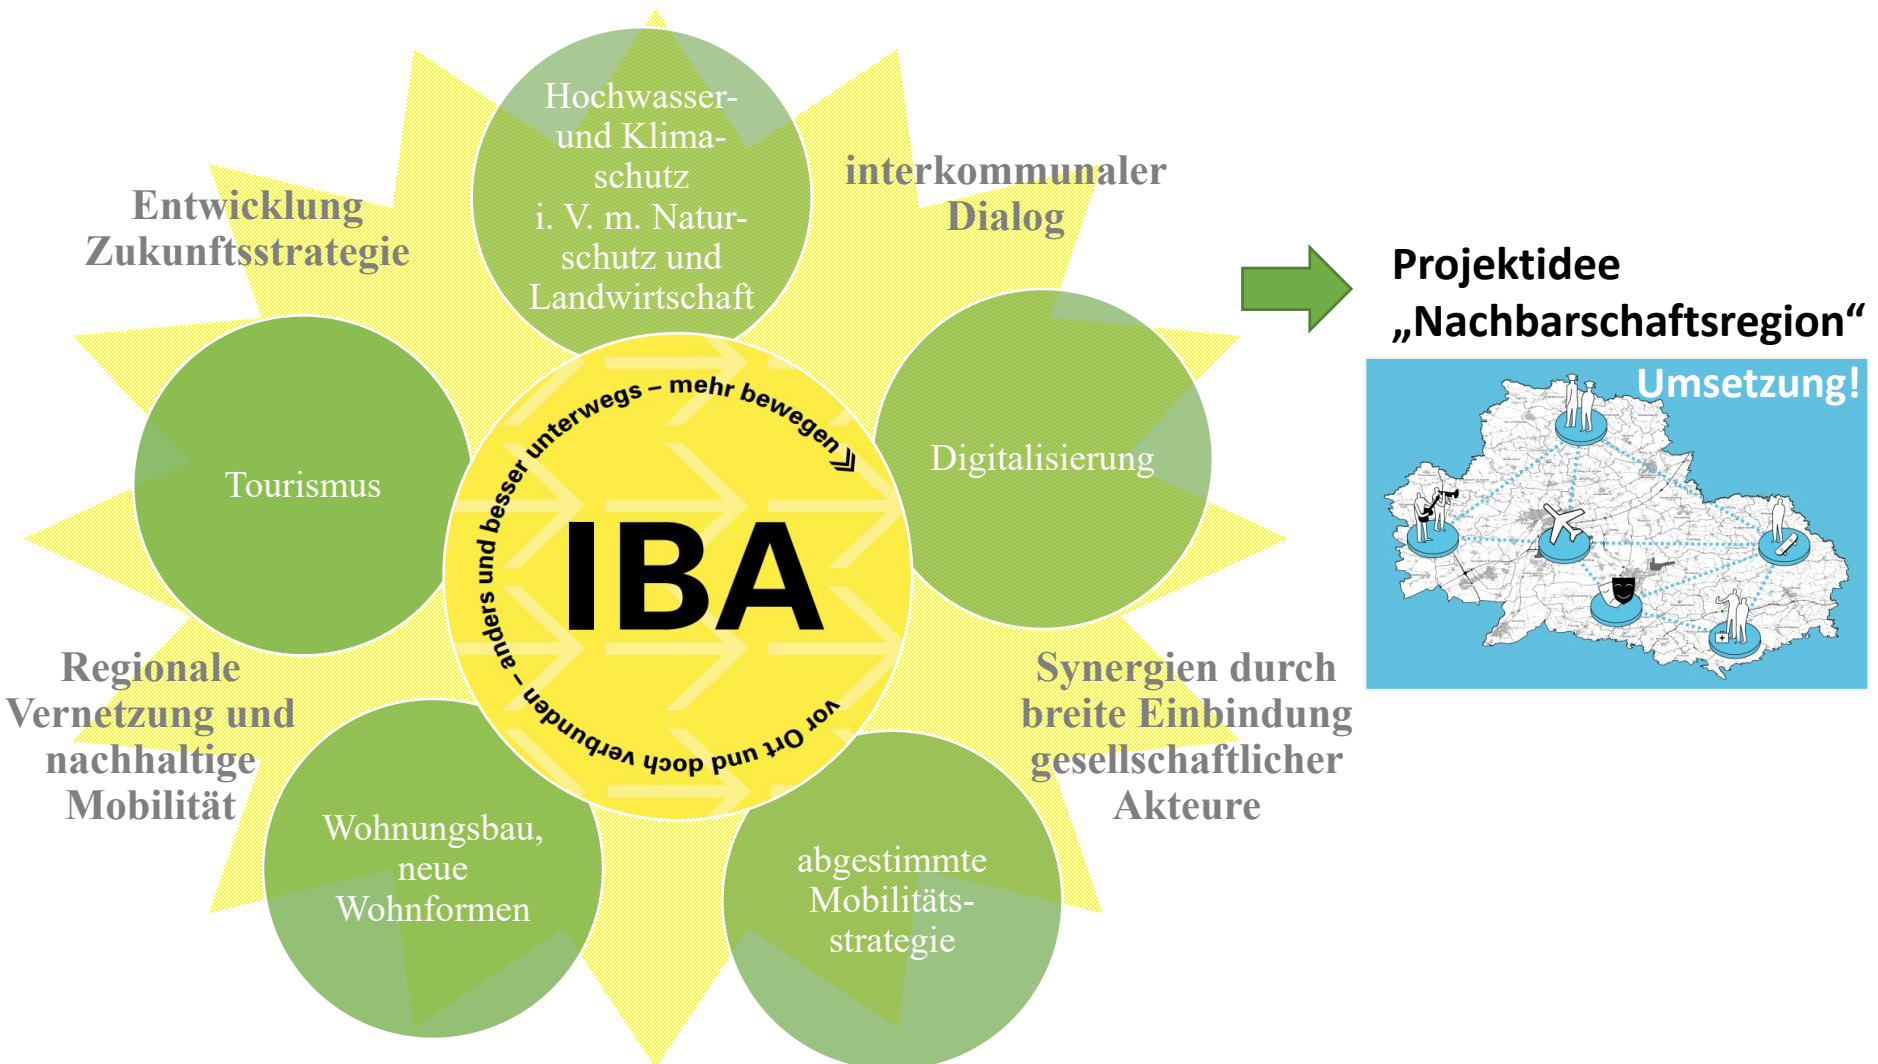 Hochwasser-
und Klima-
schutz
i. V. m. Natur-
schutz und
Landwirtschaft
Entwicklung
Zukunftsstrategie
interkommunaler
Dialog
Tourismus
Digitalisierung
vor Ort und doch verbunden – anders und besser unterwegs – mehr bewegen
IBA
Regionale
Vernetzung und
nachhaltige
Mobilität
Synergien durch
breite Einbindung
gesellschaftlicher
Akteure
Wohnungsbau,
neue
Wohnformen
abgestimmte
Mobilitäts-
strategie
Projektidee
„Nachbarschaftsregion“
Umsetzung!